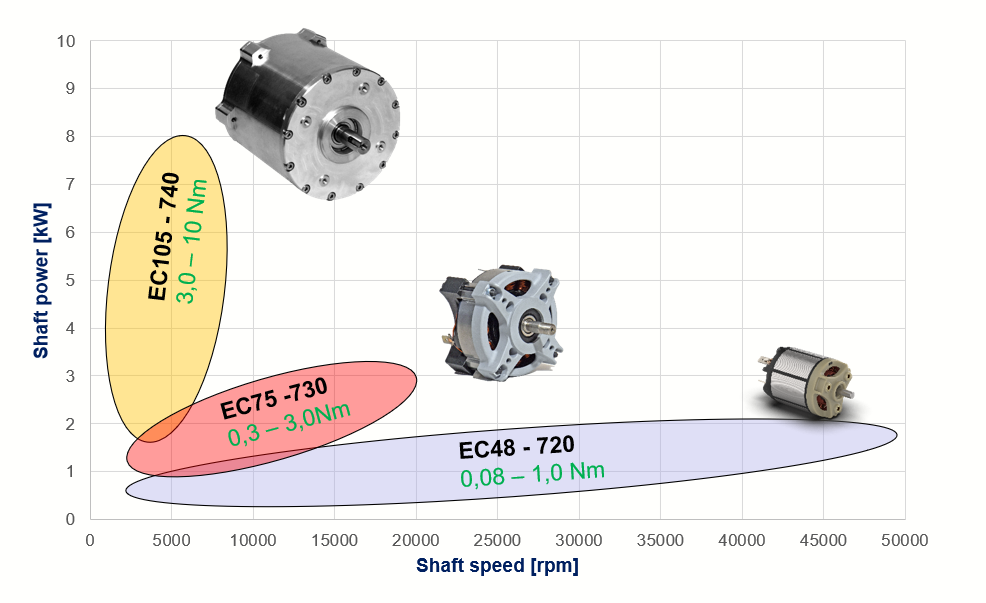 10
9
8
7
6
5
4
3
2
1
0
Shaft power [kW]
EC105 - 740
3,0 – 10 Nm
EC75 -730
0,3 – 3,0Nm
EC48 - 720
0,08 – 1,0 Nm
0 5000 10000 15000 20000 25000 30000 35000 40000 45000 50000
Shaft speed [rpm]